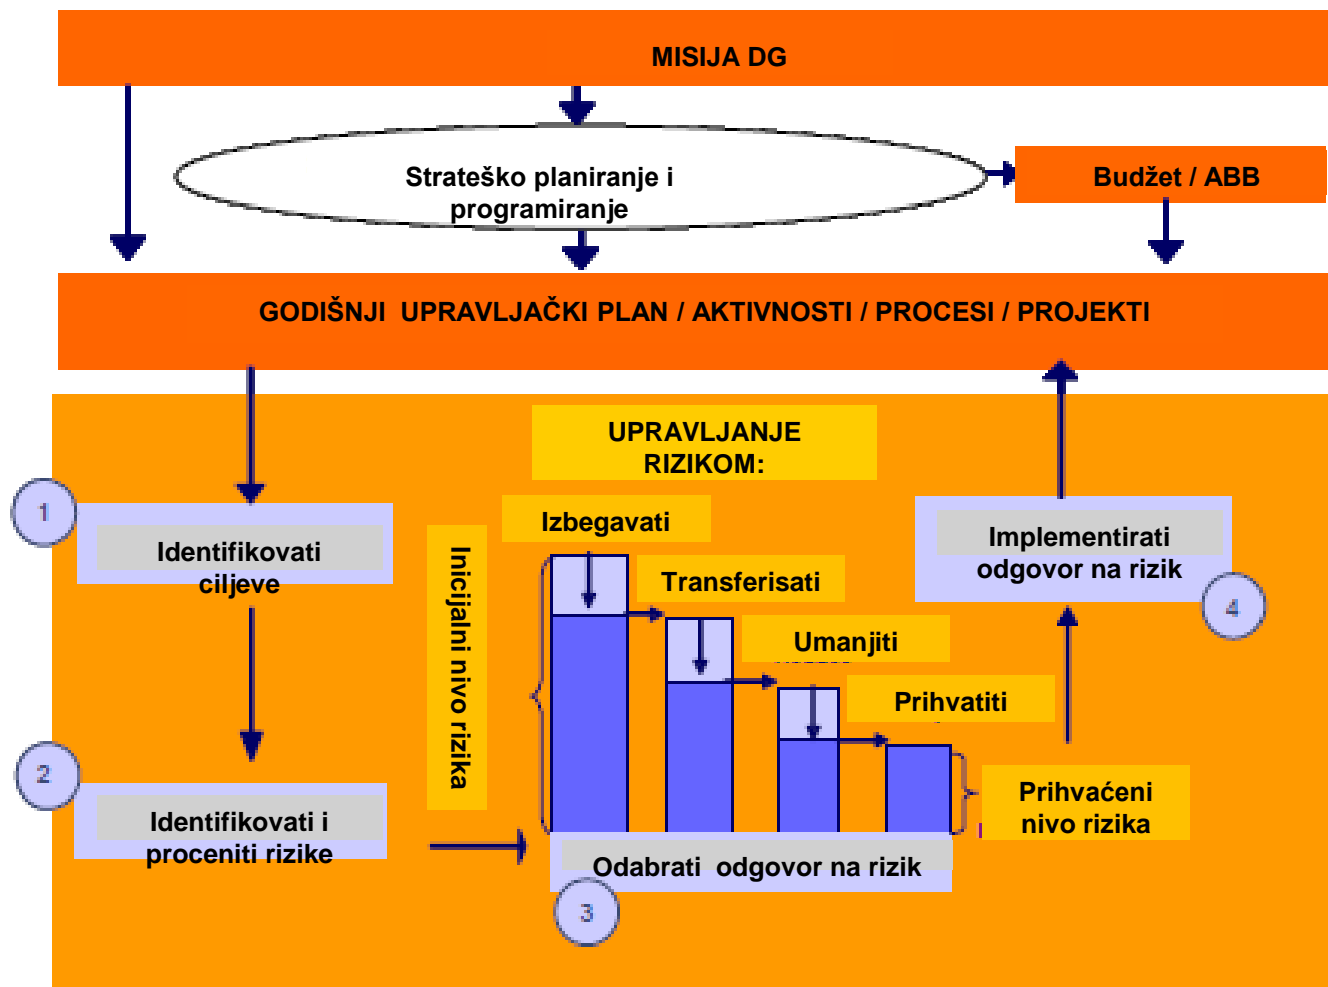 MISIJA DG
Strateško planiranje i
programiranje
Budžet / ABB
GODIŠNJI UPRAVLJAČKI PLAN / AKTIVNOSTI / PROCESI / PROJEKTI
UPRAVLJANJE
RIZIKOM:
1
Identifikovati
ciljeve
Inicijalni nivo rizika
Izbegavati
Transferisati
Umanjiti
Prihvatiti
Implementirati
odgovor na rizik
4
2
Identifikovati i
proceniti rizike
Prihvaćeni
nivo rizika
Odabrati odgovor na rizik
3